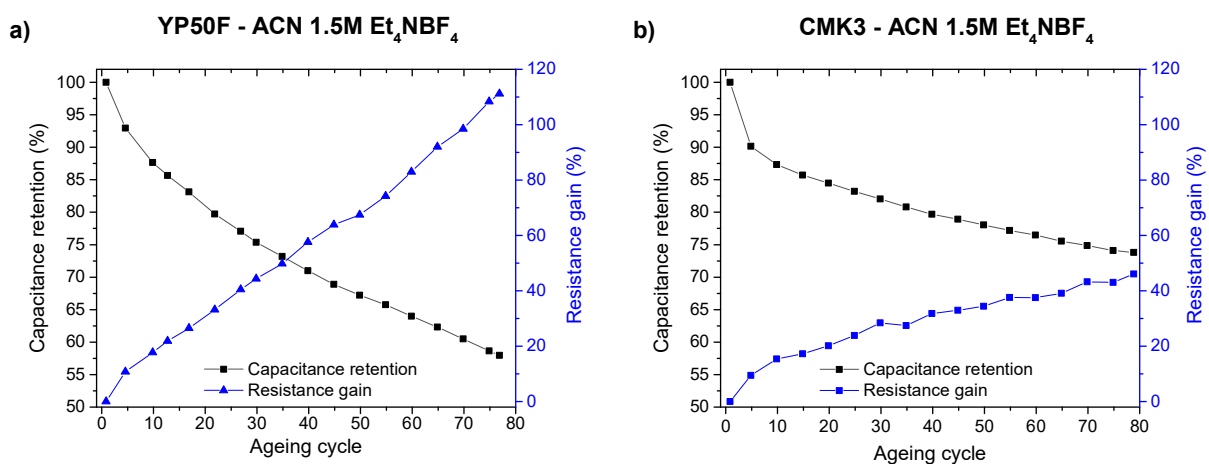 a)
YP50F - ACN 1.5M Et₄NBF₄
Capacitance retention (%)
100
95
90
85
80
75
70
65
60
55
50
120
100
80
60
40
20
0
Resistance gain (%)
Capacitance retention
Resistance gain
0 10 20 30 40 50 60 70 80
Ageing cycle
b)
CMK3 - ACN 1.5M Et₄NBF₄
Capacitance retention (%)
100
95
90
85
80
75
70
65
60
55
50
120
100
80
60
40
20
0
Resistance gain (%)
Capacitance retention
Resistance gain
0 10 20 30 40 50 60 70 80
Ageing cycle